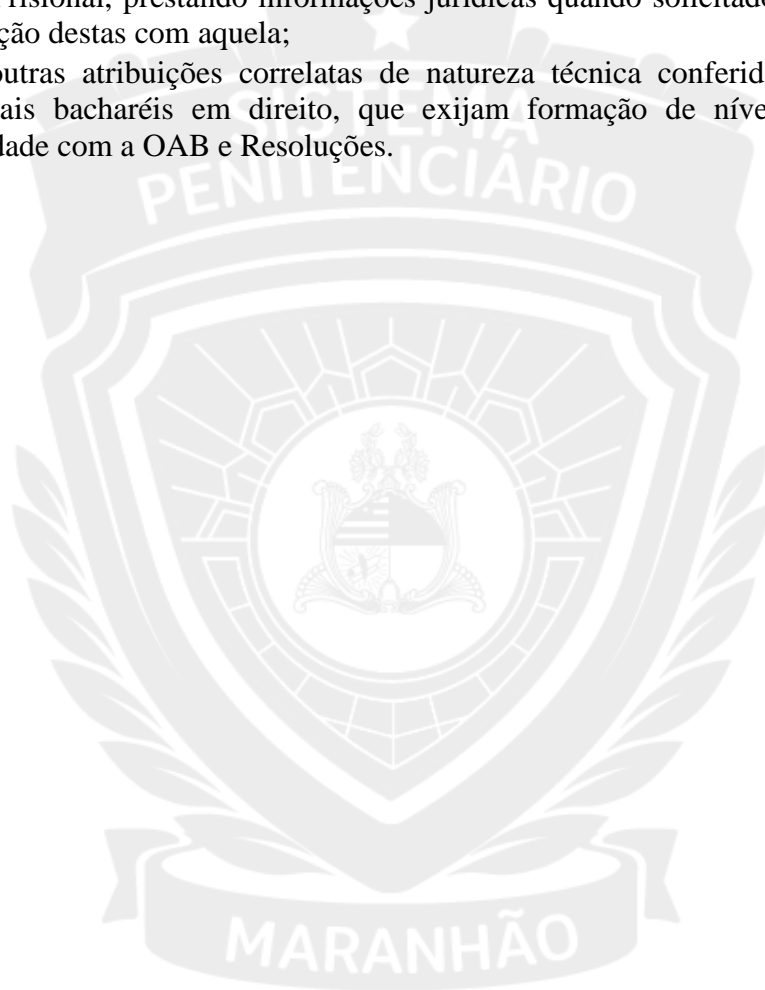 risional, prestando informações jurídicas quando solicitado
ção destas com aquela;
outras atribuições correlatas de natureza técnica conferid
ais bacharéis em direito, que exijam formação de níve
dade com a OAB e Resoluções.
SISTEMA
PENITENCIÁRIO
MARANHÃO